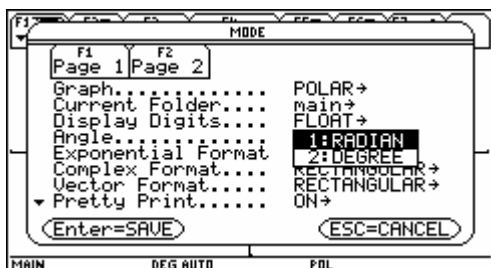 MODE
F1 F2
Page 1 Page 2
Graph............. POLAR→
Current Folder.... main→
Display Digits.... FLOAT→
Angle.............. 1:RADIAN
Exponential Format 2:DEGREE
Complex Format.... RECTANGULAR→
Vector Format..... RECTANGULAR→
Pretty Print...... ON→
Enter=SAVE ESC=CANCEL
MAIN DEG AUTO POL